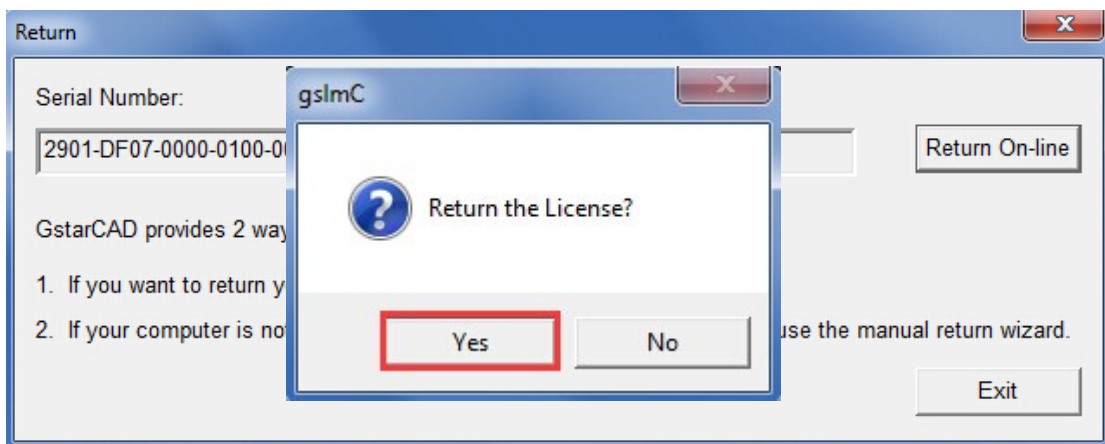 Return
gslmC
Serial Number:
2901-DF07-0000-0100-0
Return On-line
Return the License?
GstarCAD provides 2 way
1. If you want to return y
2. If your computer is no
use the manual return wizard.
Yes
No
Exit